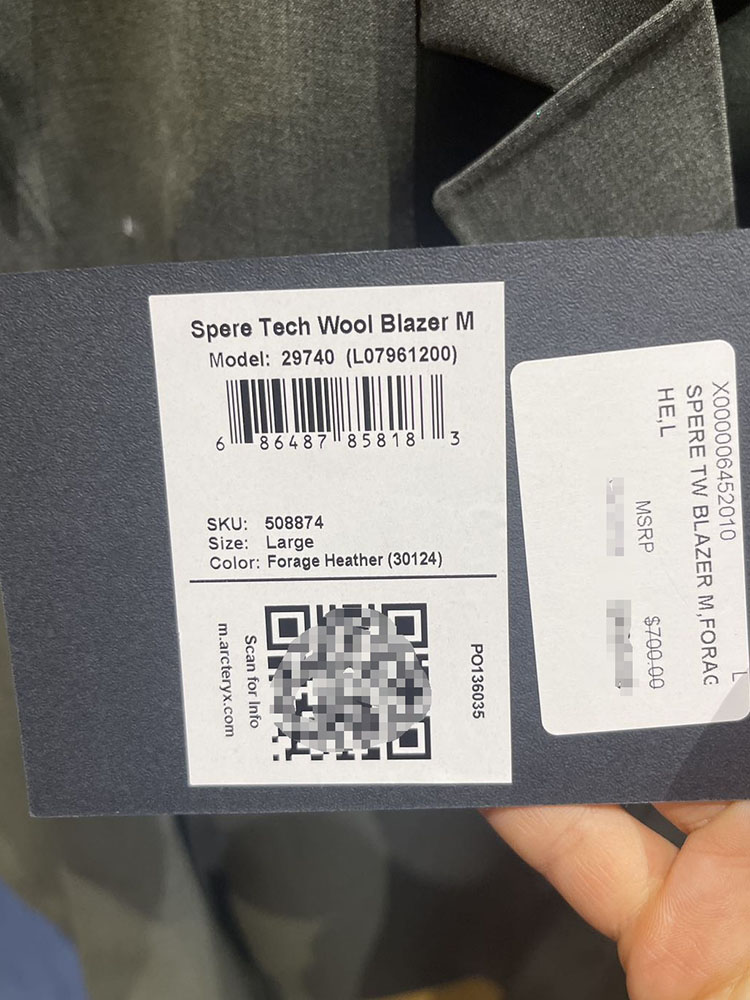 Spere Tech Wool Blazer M
Model: 29740 (L07961200)
6 86487 85818 3
SKU: 508874
Size: Large
Color: Forage Heather (30124)
Scan for Info
m.arcteryx.com
PO136035
X000006452010
SPERE TW BLAZER M,FORAG
HE,L
L
MSRP
$700.00